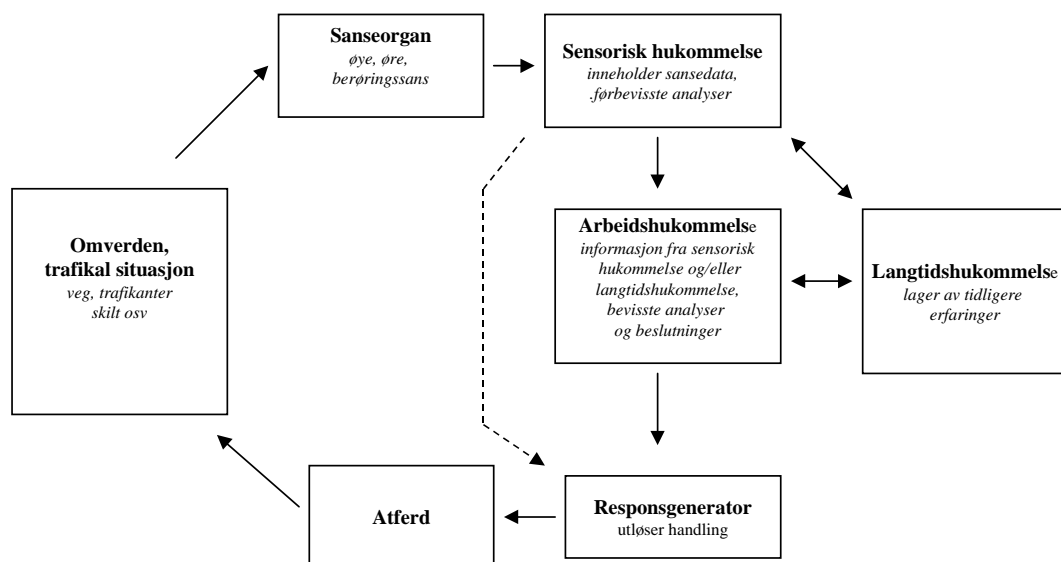 Sanseorgan
øye, øre,
berøringssans
Sensorisk hukommelse
inneholder sansedata,
.førbevisste analyser
Omverden,
trafikal situasjon
veg, trafikanter
skilt osv
Arbeidshukommelse
informasjon fra sensorisk
hukommelse og/eller
langtidshukommelse,
bevisste analyser
og beslutninger
Langtidshukommelse
lager av tidligere
erfaringer
Atferd
Responsgenerator
utløser handling